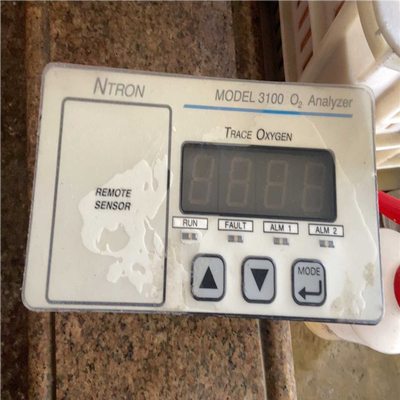 NTRON
MODEL 3100 O₂ Analyzer
TRACE OXYGEN
REMOTE
SENSOR
RUN FAULT ALM 1 ALM 2
MODE